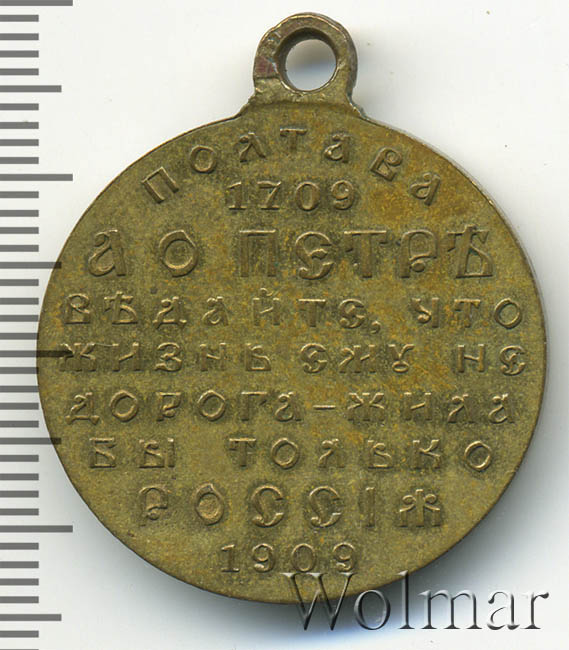 ПОЛТАВА
1709
А О ПЕТРѢ
ВѢДАЙТЕ, ЧТО
ЖИЗНЬ ЕМУ НЕ
ДОРОГА – ЖИЛА
БЫ ТОЛЬКО
РОССІЯ
1909
Wolmar